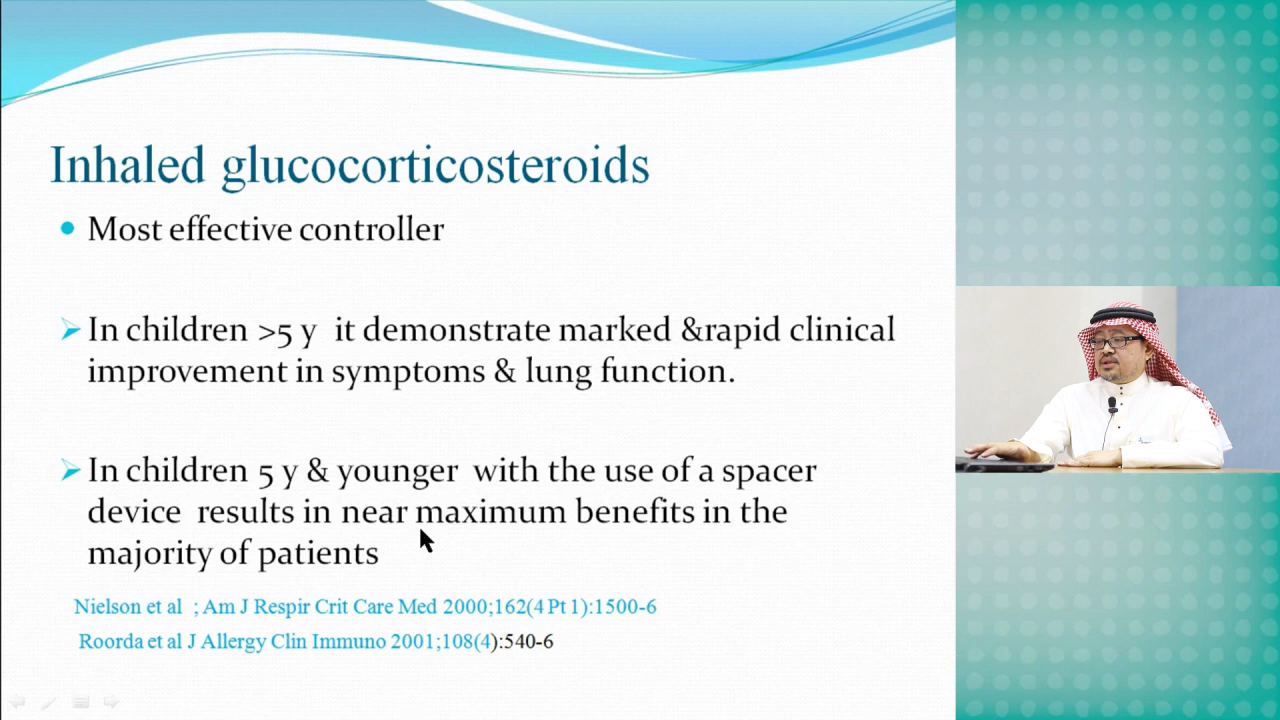 Inhaled glucocorticosteroids
• Most effective controller
➢ In children >5 y it demonstrate marked &rapid clinical
improvement in symptoms & lung function.
➢ In children 5 y & younger with the use of a spacer
device results in near maximum benefits in the
majority of patients
Nielson et al ; Am J Respir Crit Care Med 2000;162(4 Pt 1):1500-6
Roorda et al J Allergy Clin Immuno 2001;108(4):540-6